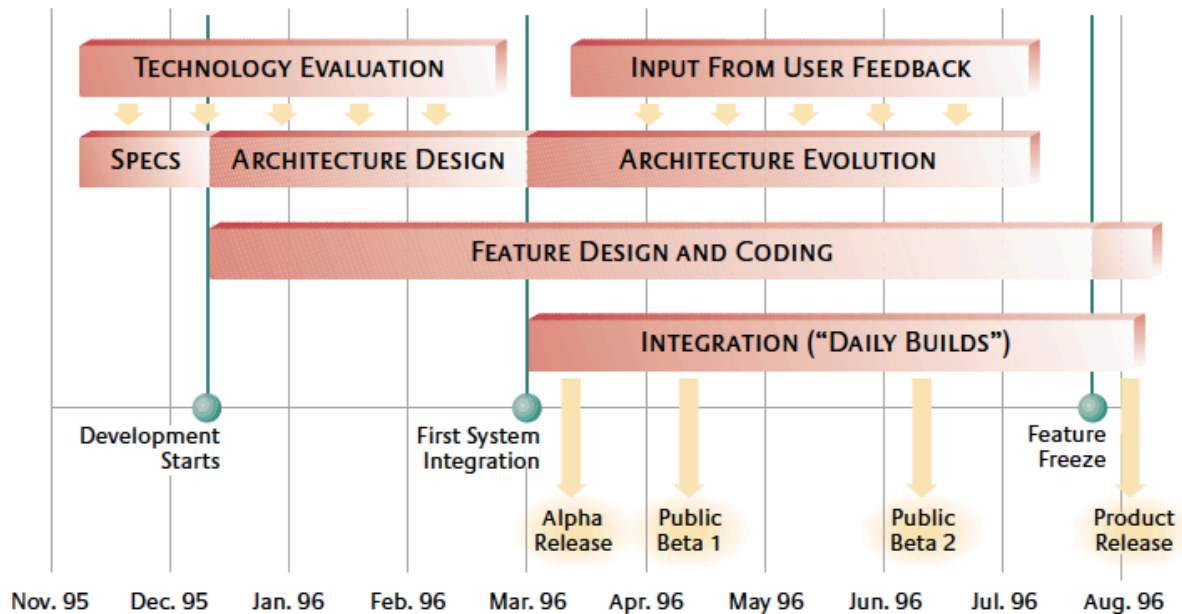 TECHNOLOGY EVALUATION
INPUT FROM USER FEEDBACK
SPECS
ARCHITECTURE DESIGN
ARCHITECTURE EVOLUTION
FEATURE DESIGN AND CODING
INTEGRATION (“DAILY BUILDS”)
Development
Starts
First System
Integration
Feature
Freeze
Alpha
Release
Public
Beta 1
Public
Beta 2
Product
Release
Nov. 95 Dec. 95 Jan. 96 Feb. 96 Mar. 96 Apr. 96 May 96 Jun. 96 Jul. 96 Aug. 96